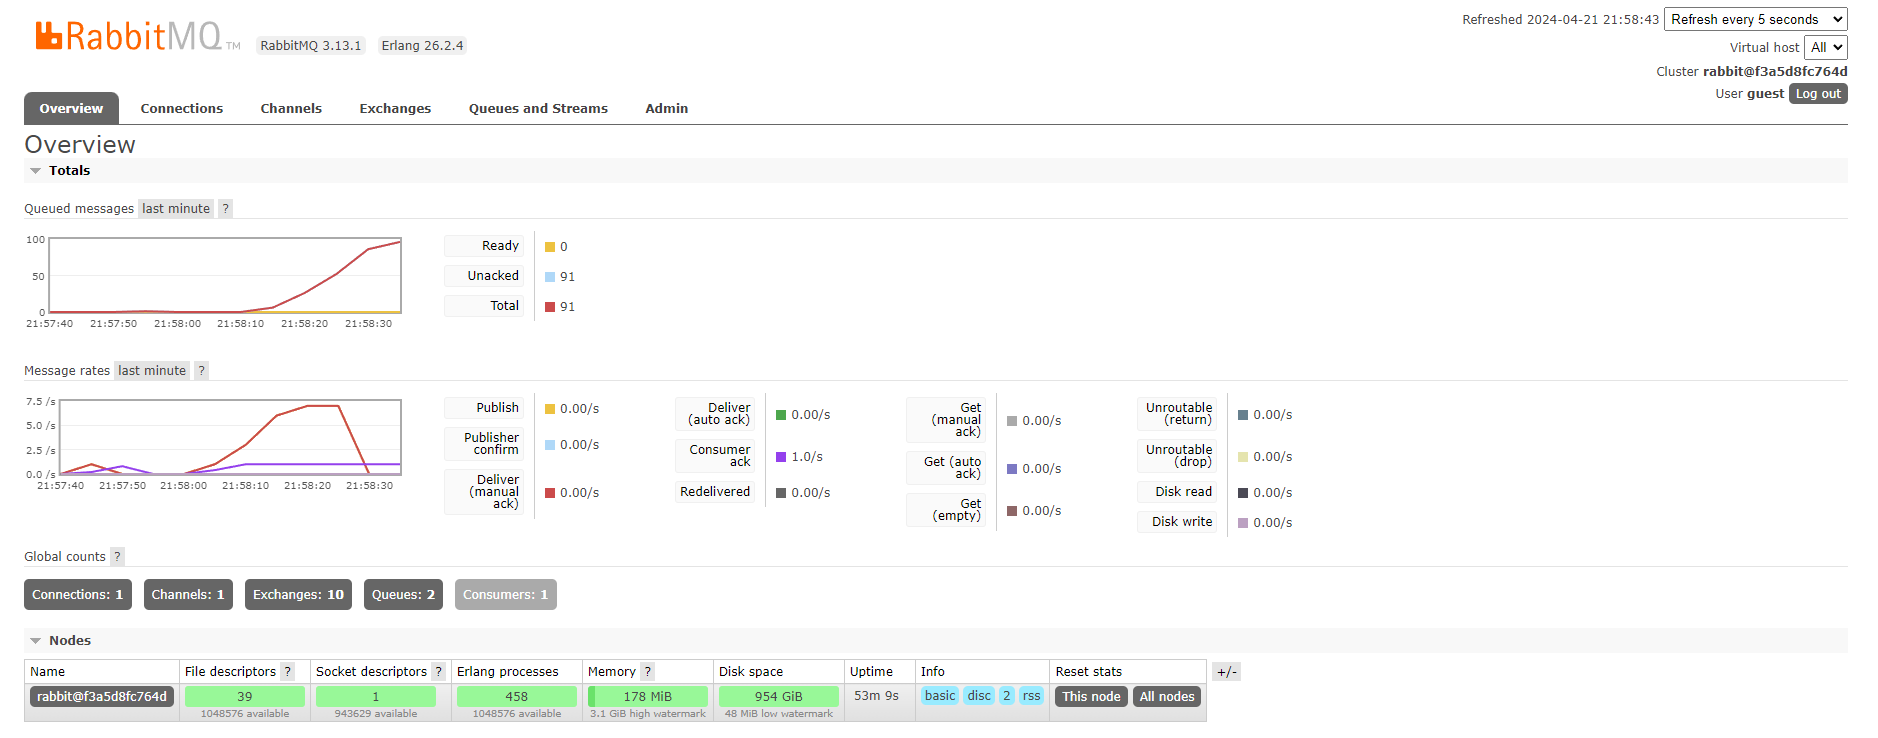 RabbitMQ TM RabbitMQ 3.13.1 Erlang 26.2.4
Refreshed 2024-04-21 21:58:43 Refresh every 5 seconds
Virtual host All
Cluster rabbit@f3a5d8fc764d
User guest Log out
Overview Connections Channels Exchanges Queues and Streams Admin
Overview
Totals
Queued messages last minute ?
100
50
0
21:57:40 21:57:50 21:58:00 21:58:10 21:58:20 21:58:30
Ready 0
Unacked 91
Total 91
Message rates last minute ?
7.5 /s
5.0 /s
2.5 /s
0.0 /s
21:57:40 21:57:50 21:58:00 21:58:10 21:58:20 21:58:30
Publish 0.00/s
Publisher
confirm 0.00/s
Deliver
(manual
ack) 0.00/s
Deliver
(auto ack) 0.00/s
Consumer
ack 1.0/s
Redelivered 0.00/s
Get
(manual
ack) 0.00/s
Get (auto
ack) 0.00/s
Get
(empty) 0.00/s
Unroutable
(return) 0.00/s
Unroutable
(drop) 0.00/s
Disk read 0.00/s
Disk write 0.00/s
Global counts ?
Connections: 1 Channels: 1 Exchanges: 10 Queues: 2 Consumers: 1
Nodes
Name File descriptors ? Socket descriptors ? Erlang processes Memory ? Disk space Uptime Info Reset stats +/-
rabbit@f3a5d8fc764d 39 1 458 178 MiB 954 GiB 53m 9s basic disc 2 rss This node All nodes
1048576 available 943629 available 1048576 available 3.1 GiB high watermark 48 MiB low watermark